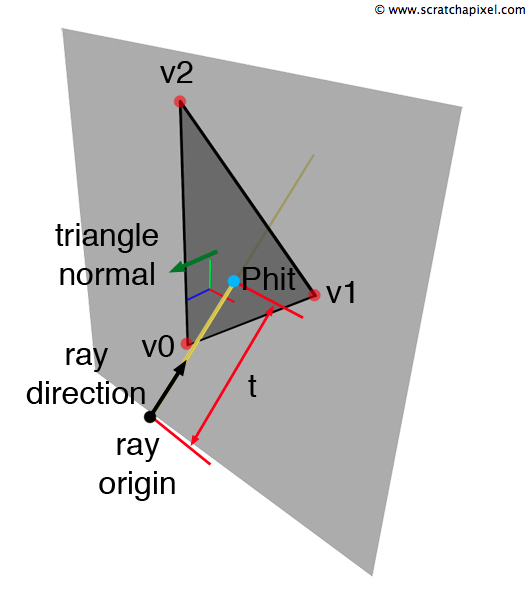 © www.scratchapixel.com
v2
triangle
normal
Phit
v1
v0
ray
direction
t
ray
origin